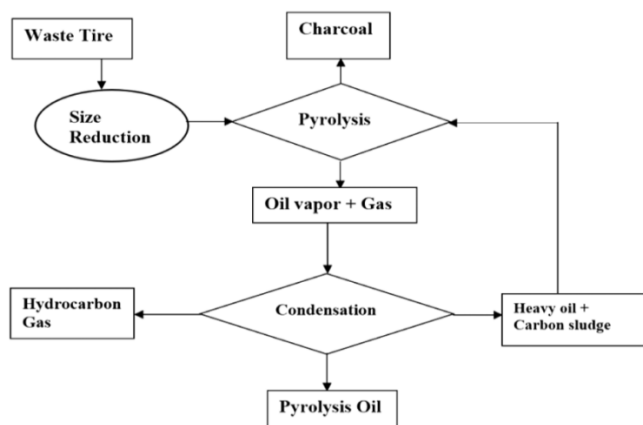 Waste Tire
Charcoal
Size
Reduction
Pyrolysis
Oil vapor + Gas
Hydrocarbon
Gas
Condensation
Heavy oil +
Carbon sludge
Pyrolysis Oil